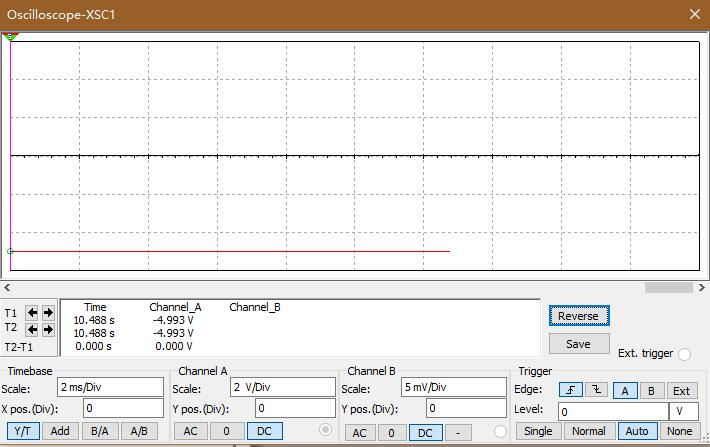 Oscilloscope-XSC1
Time Channel_A Channel_B
T1 10.488 s -4.993 V
T2 10.488 s -4.993 V
T2-T1 0.000 s 0.000 V
Reverse
Save
Ext. trigger
Timebase
Scale: 2 ms/Div
X pos.(Div): 0
Y/T Add B/A A/B
Channel A
Scale: 2 V/Div
Y pos.(Div): 0
AC 0 DC
Channel B
Scale: 5 mV/Div
Y pos.(Div): 0
AC 0 DC -
Trigger
Edge: A B Ext
Level: 0 V
Single Normal Auto None